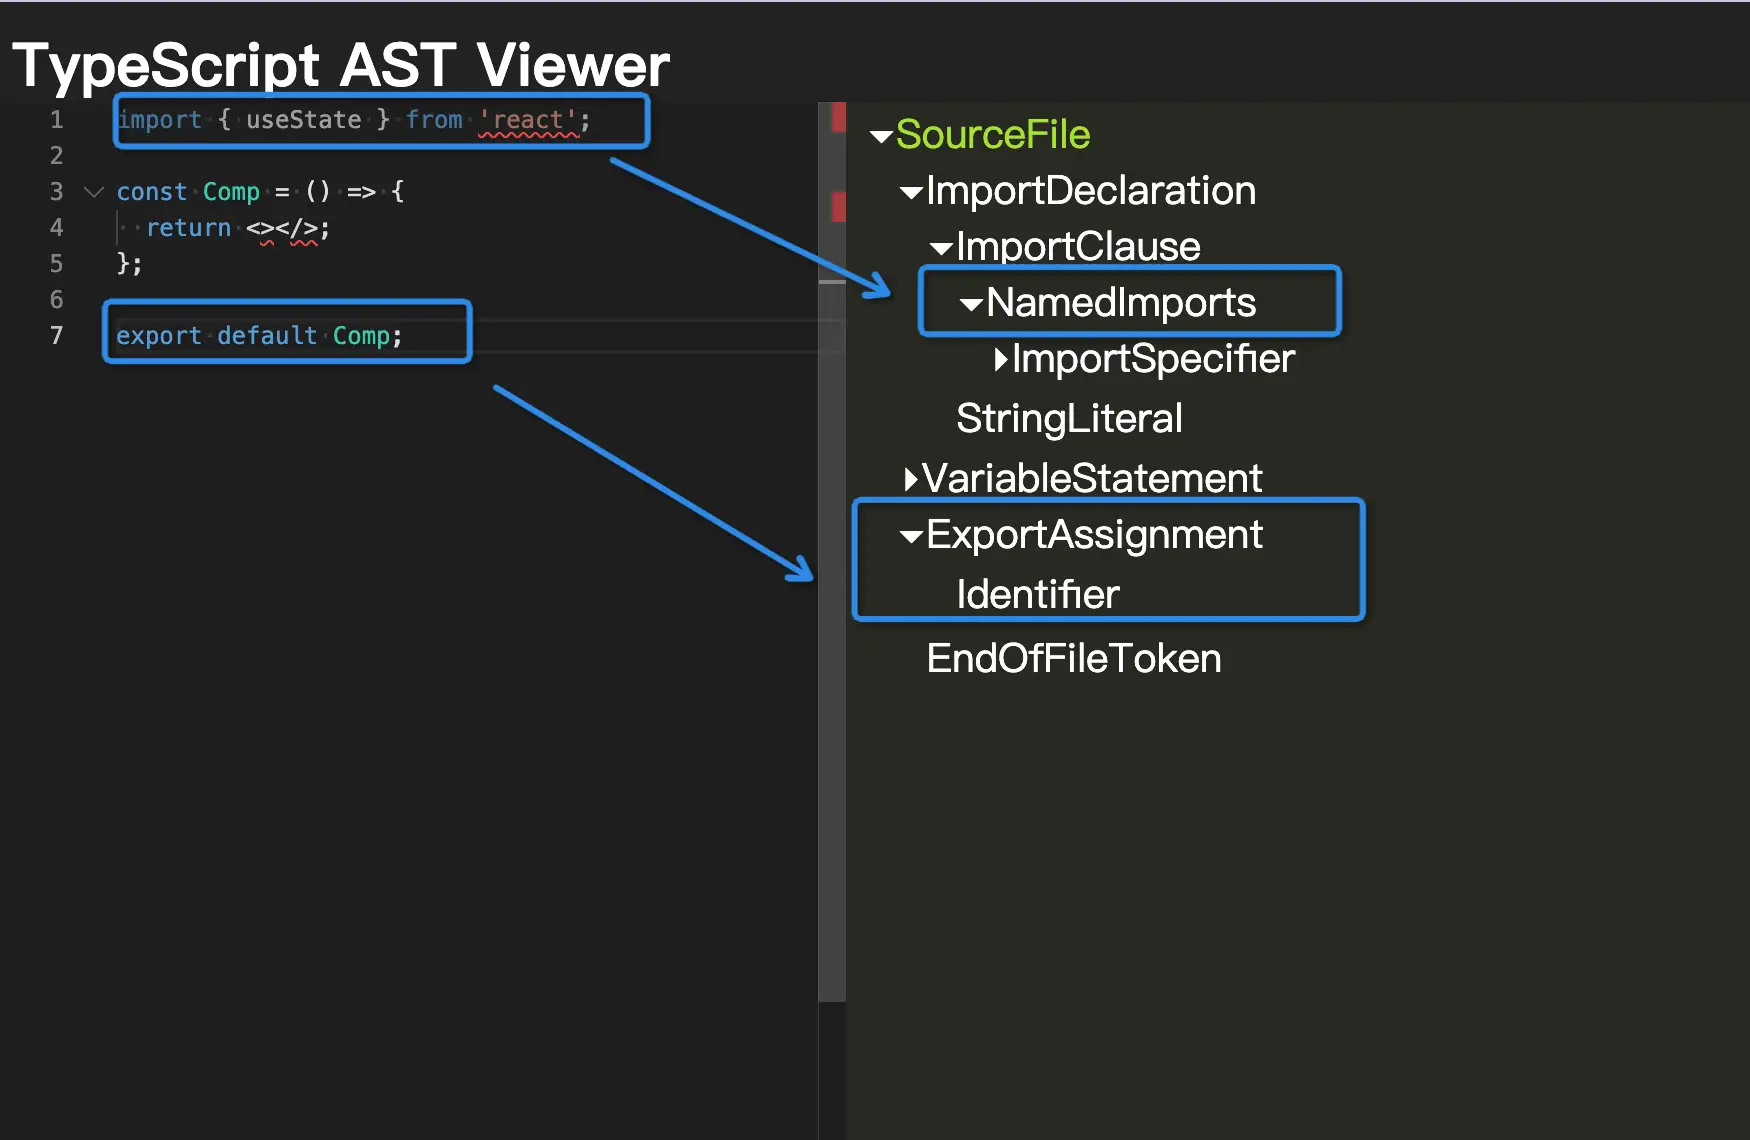 TypeScript AST Viewer
1 import { useState } from 'react';
2
3 const Comp = () => {
4 return <></>;
5 };
6
7 export default Comp;
SourceFile
ImportDeclaration
ImportClause
NamedImports
ImportSpecifier
StringLiteral
VariableStatement
ExportAssignment
Identifier
EndOfFileToken